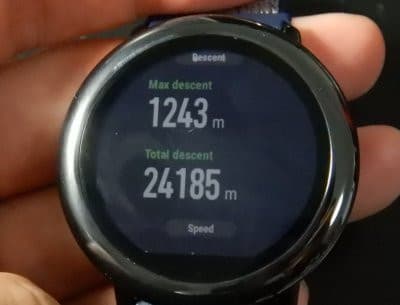 Descent
Max descent
1243 m
Total descent
24185 m
Speed